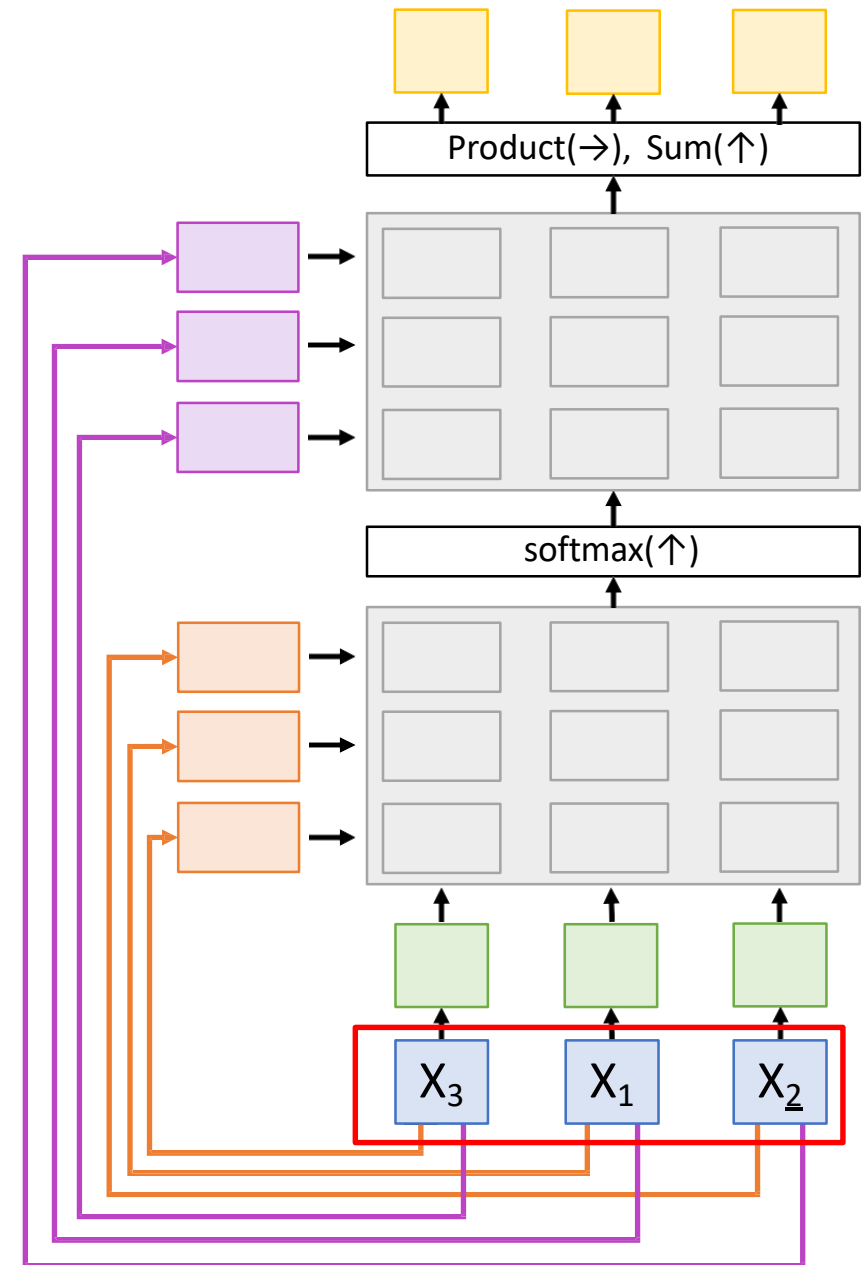 Product(→), Sum(↑)
softmax(↑)
X₃ X₁ X₂